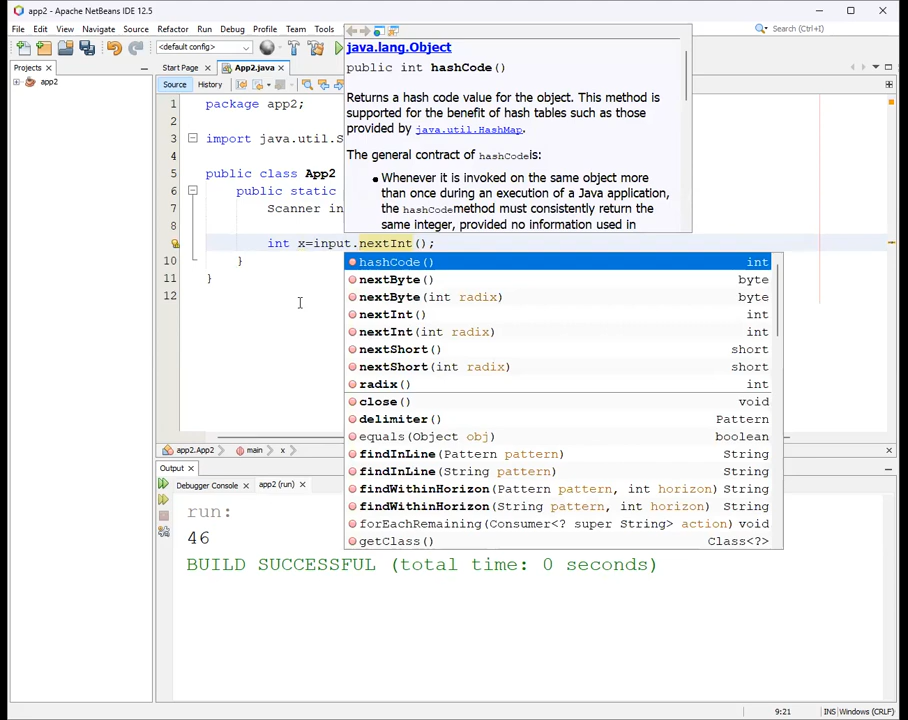 app2 - Apache NetBeans IDE 12.5
File Edit View Navigate Source Refactor Run Debug Profile Team Tools
Search (Ctrl+I)
<default config>
Projects
app2
Start Page
App2.java
Source History
1 package app2;
2
3 import java.util.S
4
5 public class App2
6 public static
7 Scanner in
8
9 int x=input.nextInt();
10 }
11 }
12
java.lang.Object
public int hashCode()
Returns a hash code value for the object. This method is
supported for the benefit of hash tables such as those
provided by java.util.HashMap.
The general contract of hashCodeis:
• Whenever it is invoked on the same object more
than once during an execution of a Java application,
the hashCodemethod must consistently return the
same integer, provided no information used in
hashCode() int
nextByte() byte
nextByte(int radix) byte
nextInt() int
nextInt(int radix) int
nextShort() short
nextShort(int radix) short
radix() int
close() void
delimiter() Pattern
equals(Object obj) boolean
findInLine(Pattern pattern) String
findInLine(String pattern) String
findWithinHorizon(Pattern pattern, int horizon) String
findWithinHorizon(String pattern, int horizon) String
forEachRemaining(Consumer<? super String> action) void
getClass() Class<?>
app2.App2 main x
Output
Debugger Console app2 (run)
run:
46
BUILD SUCCESSFUL (total time: 0 seconds)
9:21 INS Windows (CRLF)